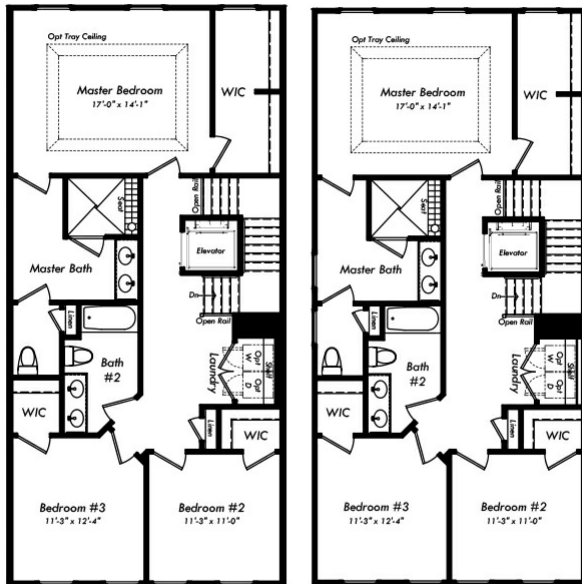 Opt Tray Ceiling
Master Bedroom
17'-0" x 14'-1"
WIC
Seat
Open Rail
Elevator
Master Bath
Dn
Open Rail
Linen
Bath
#2
Laundry
Opt
W
Opt
D
Shelf
WIC
Linen
WIC
Bedroom #3
11'-3" x 12'-4"
Bedroom #2
11'-3" x 11'-0"
Opt Tray Ceiling
Master Bedroom
17'-0" x 14'-1"
WIC
Seat
Open Rail
Elevator
Master Bath
Dn
Open Rail
Linen
Bath
#2
Laundry
Opt
W
Opt
D
Shelf
WIC
Linen
WIC
Bedroom #3
11'-3" x 12'-4"
Bedroom #2
11'-3" x 11'-0"